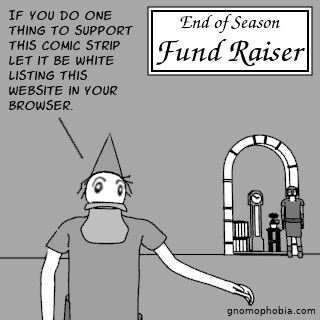 IF YOU DO ONE
THING TO SUPPORT
THIS COMIC STRIP
LET IT BE WHITE
LISTING THIS
WEBSITE IN YOUR
BROWSER.
End of Season
Fund Raiser
gnomophobia.com